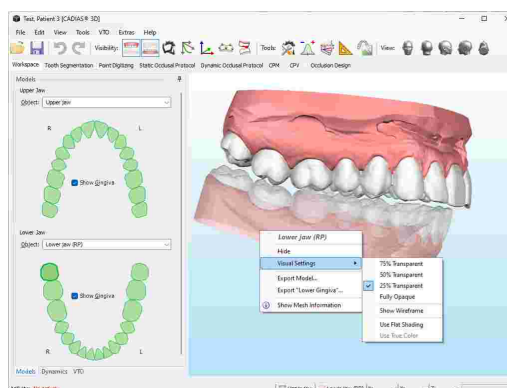 Test, Patient 3 [CADIAS® 3D]
File Edit View Tools VTO Extras Help
Visibility: Tools: View:
Workspace Tooth Segmentation Point Digitizing Static Occlusal Protocol Dynamic Occlusal Protocol CPM CPV Occlusion Design
Models
Upper Jaw
Object: Upper jaw
R L
Show Gingiva
Lower Jaw
Object: Lower jaw (RP)
Show Gingiva
R L
Models Dynamics VTO
Lower jaw (RP)
Hide
Visual Settings
Export Model...
Export "Lower Gingiva"...
Show Mesh Information
75% Transparent
50% Transparent
25% Transparent
Fully Opaque
Show Wireframe
Use Flat Shading
Use True Color